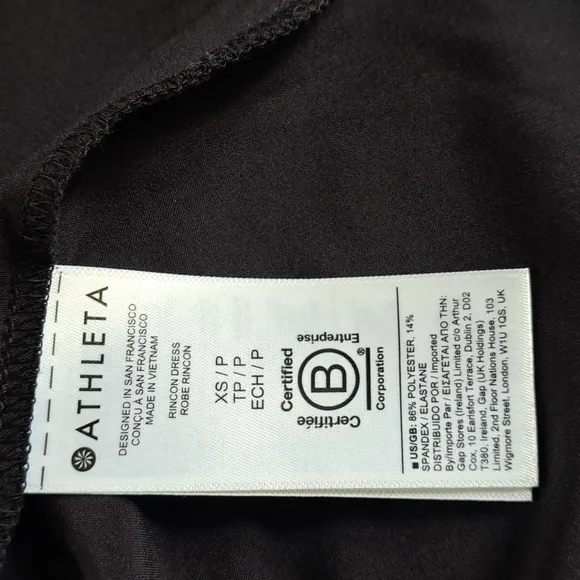 ATHLETA
DESIGNED IN SAN FRANCISCO
CONÇU À SAN FRANCISCO
MADE IN VIETNAM
RINCON DRESS
ROBE RINCON
XS / P
TP / P
ECH / P
Certified
Certifiée
B
®
Entreprise
Corporation
■ US/GB: 86% POLYESTER, 14%
SPANDEX / ELASTANE
DISTRIBUIDO POR / Imported
By/Importe Par / ΕΙΣΑΓΕΤΑΙ ΑΠΟ ΤΗΝ:
Gap Stores (Ireland) Limited c/o Arthur
Cox, 10 Earlsfort Terrace, Dublin 2, D02
T380, Ireland, Gap (UK Holdings)
Limited, 2nd Floor Nations House, 103
Wigmore Street, London, W1U 1QS, UK